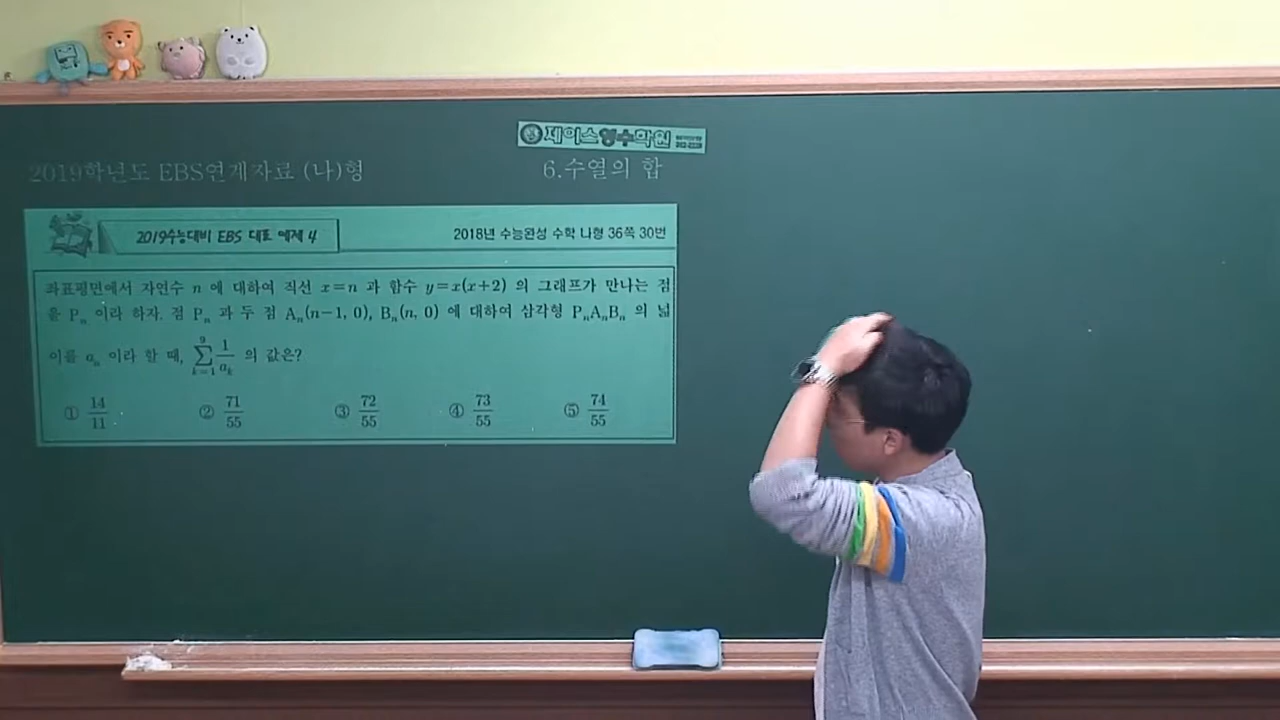 제이스영수학원
2019학년도 EBS연계자료 (나)형
6.수열의 합
2019수능대비 EBS 대표 예제 4
2018년 수능완성 수학 나형 36쪽 30번
좌표평면에서 자연수 n 에 대하여 직선 x=n 과 함수 y=x(x+2) 의 그래프가 만나는 점
을 Pₙ 이라 하자. 점 Pₙ 과 두 점 Aₙ(n−1, 0), Bₙ(n, 0) 에 대하여 삼각형 PₙAₙBₙ 의 넓
이를 aₙ 이라 할 때, ∑_{k=1}^{9} 1/aₖ 의 값은?
① 14/11 ② 71/55 ③ 72/55 ④ 73/55 ⑤ 74/55